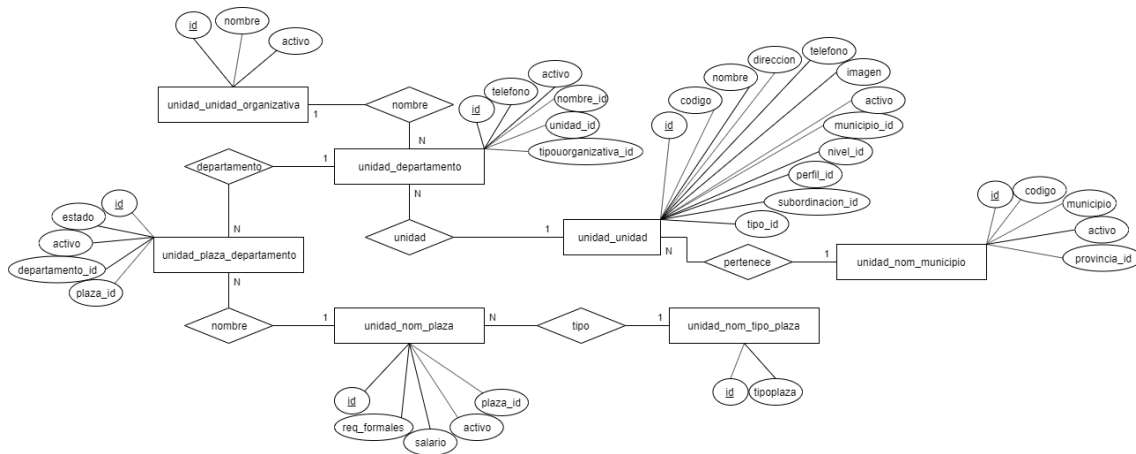 id
nombre
activo
unidad_unidad_organizativa
1
nombre
N
id
telefono
activo
nombre_id
unidad_id
tipouorganizativa_id
unidad_departamento
departamento
1
N
N
unidad
1
id
codigo
nombre
direccion
telefono
imagen
activo
municipio_id
nivel_id
perfil_id
subordinacion_id
tipo_id
unidad_unidad
N
pertenece
1
id
codigo
municipio
activo
provincia_id
unidad_nom_municipio
id
estado
activo
departamento_id
plaza_id
unidad_plaza_departamento
N
nombre
1
unidad_nom_plaza
N
tipo
1
unidad_nom_tipo_plaza
id
req_formales
salario
activo
plaza_id
id
tipoplaza